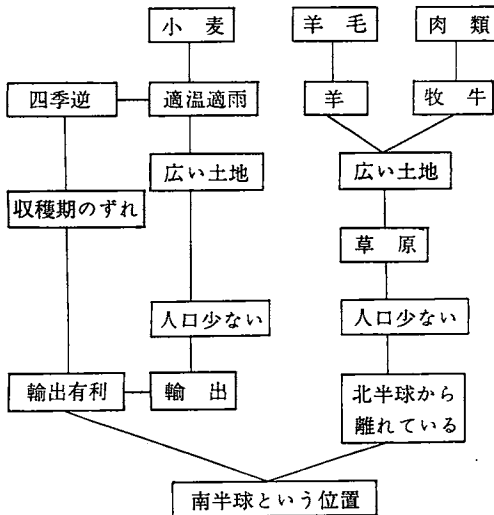 小麦
羊毛
肉類
四季逆
適温適雨
羊
牧牛
広い土地
広い土地
収穫期のずれ
草原
人口少ない
人口少ない
輸出有利
輸出
北半球から
離れている
南半球という位置